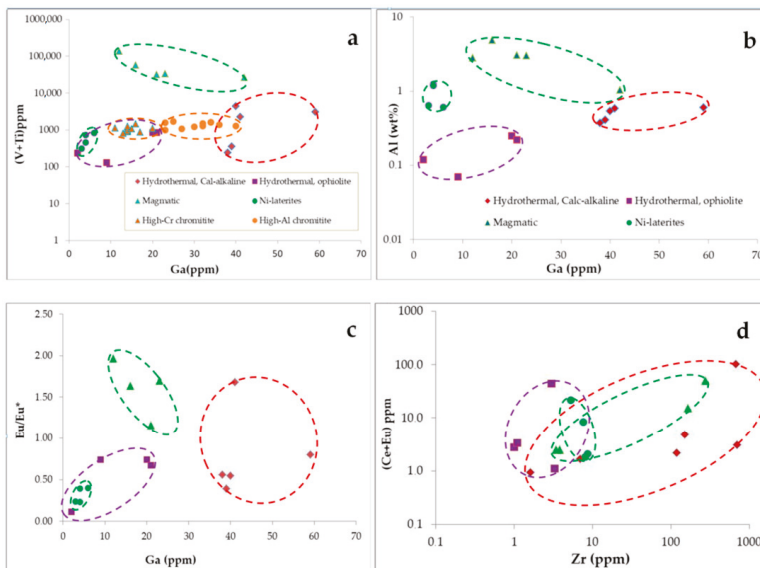 a
1000,000
100,000
10,000
1000
100
10
1
(V+Ti)ppm
0 10 20 30 40 50 60 70
Ga(ppm)
Hydrothermal, Cal-alkaline
Hydrothermal, ophiolite
Magmatic
Ni-laterites
High-Cr chromitite
High-Al chromitite
b
10
1
0.1
0.01
Al (wt%)
0 10 20 30 40 50 60 70
Ga (ppm)
Hydrothermal, Calc-alkaline
Hydrothermal, ophiolite
Magmatic
Ni-laterites
c
2.50
2.00
1.50
1.00
0.50
0.00
Eu/Eu*
0 10 20 30 40 50 60 70
Ga (ppm)
d
1000
100.0
10.0
1.0
0.1
(Ce+Eu) ppm
0.1 1 10 100 1000
Zr (ppm)